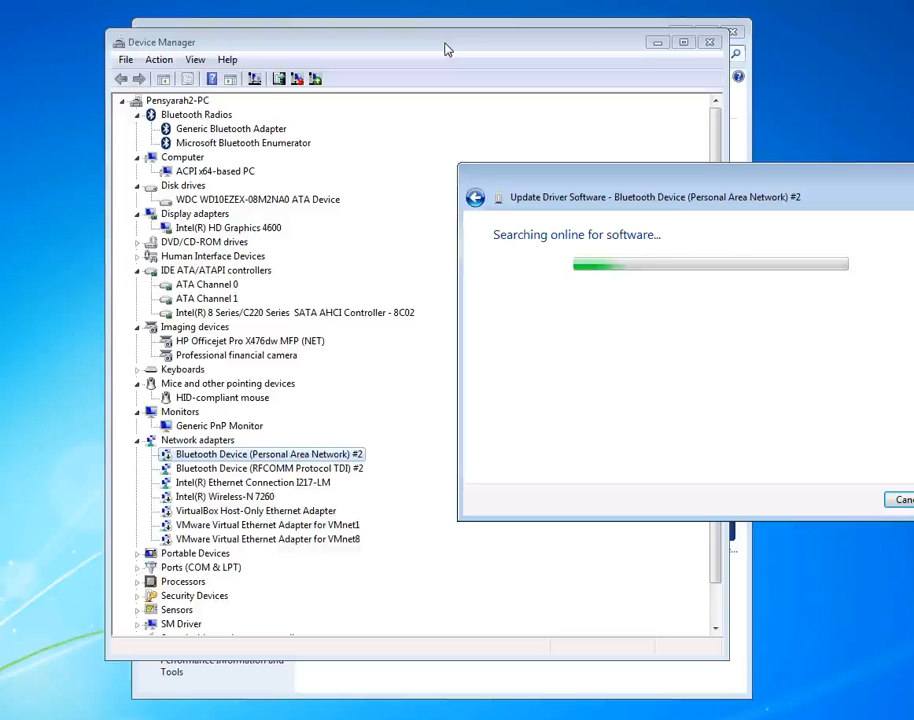 Device Manager
File Action View Help
Pensyarah2-PC
Bluetooth Radios
Generic Bluetooth Adapter
Microsoft Bluetooth Enumerator
Computer
ACPI x64-based PC
Disk drives
WDC WD10EZEX-08M2NA0 ATA Device
Display adapters
Intel(R) HD Graphics 4600
DVD/CD-ROM drives
Human Interface Devices
IDE ATA/ATAPI controllers
ATA Channel 0
ATA Channel 1
Intel(R) 8 Series/C220 Series SATA AHCI Controller - 8C02
Imaging devices
HP Officejet Pro X476dw MFP (NET)
Professional financial camera
Keyboards
Mice and other pointing devices
HID-compliant mouse
Monitors
Generic PnP Monitor
Network adapters
Bluetooth Device (Personal Area Network) #2
Bluetooth Device (RFCOMM Protocol TDI) #2
Intel(R) Ethernet Connection I217-LM
Intel(R) Wireless-N 7260
VirtualBox Host-Only Ethernet Adapter
VMware Virtual Ethernet Adapter for VMnet1
VMware Virtual Ethernet Adapter for VMnet8
Portable Devices
Ports (COM & LPT)
Processors
Security Devices
Sensors
SM Driver
Performance Information and
Tools
Update Driver Software - Bluetooth Device (Personal Area Network) #2
Searching online for software...
Canc